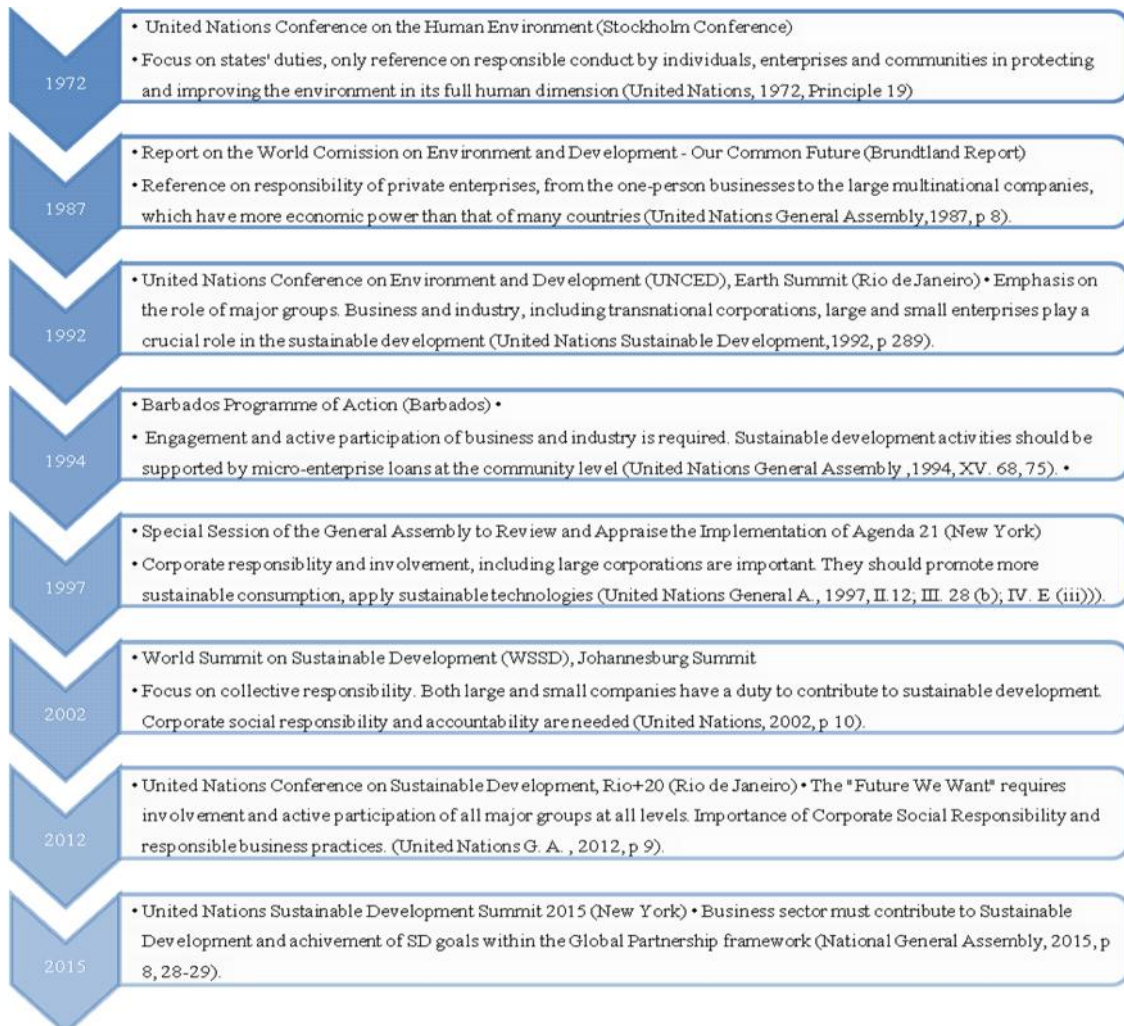 • United Nations Conference on the Human Environment (Stockholm Conference)
• Focus on states' duties, only reference on responsible conduct by individuals, enterprises and communities in protecting
and improving the environment in its full human dimension (United Nations, 1972, Principle 19)
1972
• Report on the World Comission on Environment and Development - Our Common Future (Brundtland Report)
• Reference on responsibility of private enterprises, from the one-person businesses to the large multinational companies,
which have more economic power than that of many countries (United Nations General Assembly,1987, p 8).
1987
• United Nations Conference on Environment and Development (UNCED), Earth Summit (Rio de Janeiro) • Emphasis on
the role of major groups. Business and industry, including transnational corporations, large and small enterprises play a
crucial role in the sustainable development (United Nations Sustainable Development,1992, p 289).
1992
• Barbados Programme of Action (Barbados) •
• Engagement and active participation of business and industry is required. Sustainable development activities should be
supported by micro-enterprise loans at the community level (United Nations General Assembly ,1994, XV. 68, 75). •
1994
• Special Session of the General Assembly to Review and Appraise the Implementation of Agenda 21 (New York)
• Corporate responsiblity and involvement, including large corporations are important. They should promote more
sustainable consumption, apply sustainable technologies (United Nations General A., 1997, II.12; III. 28 (b); IV. E (iii))).
1997
• World Summit on Sustainable Development (WSSD), Johannesburg Summit
• Focus on collective responsibility. Both large and small companies have a duty to contribute to sustainable development.
Corporate social responsibility and accountability are needed (United Nations, 2002, p 10).
2002
• United Nations Conference on Sustainable Development, Rio+20 (Rio de Janeiro) • The "Future We Want" requires
involvement and active participation of all major groups at all levels. Importance of Corporate Social Responsibility and
responsible business practices. (United Nations G. A. , 2012, p 9).
2012
• United Nations Sustainable Development Summit 2015 (New York) • Business sector must contribute to Sustainable
Development and achivement of SD goals within the Global Partnership framework (National General Assembly, 2015, p
8, 28-29).
2015